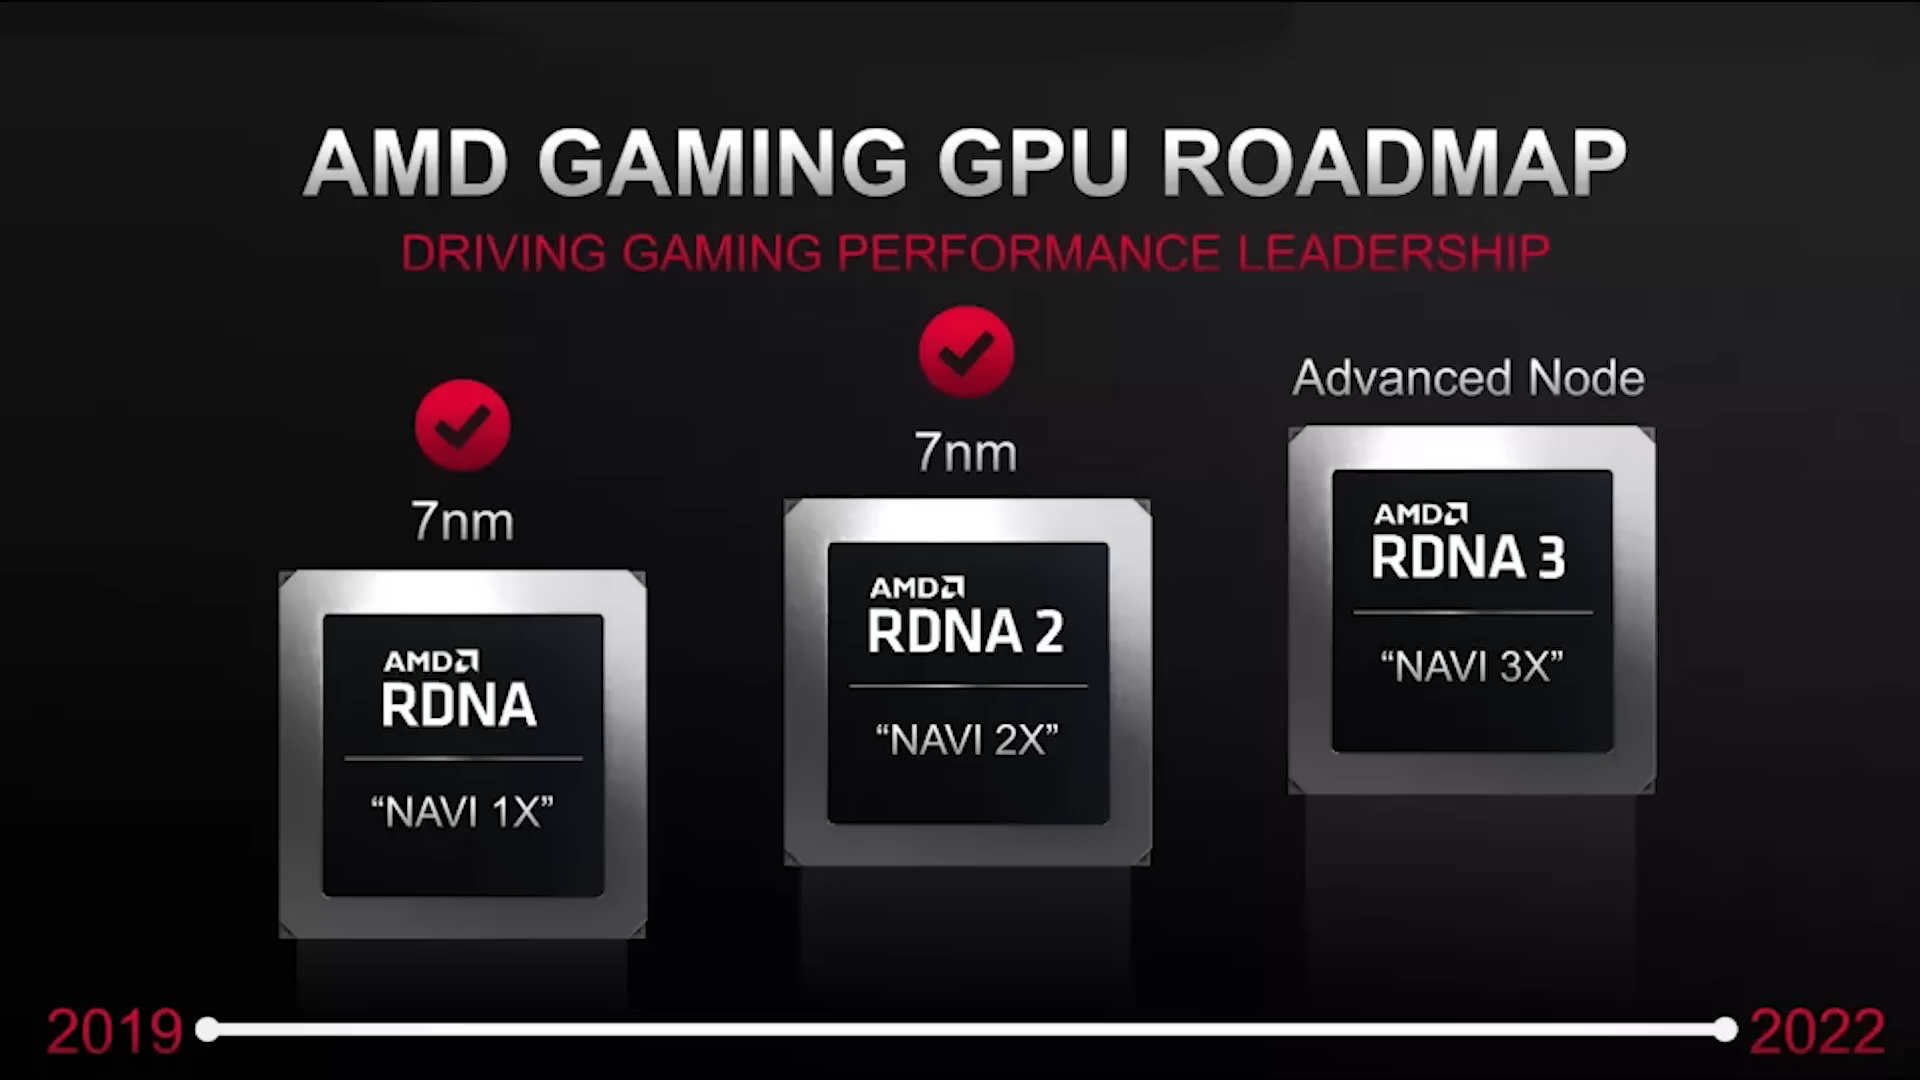 AMD GAMING GPU ROADMAP
DRIVING GAMING PERFORMANCE LEADERSHIP
7nm
AMD
RDNA
“NAVI 1X”
7nm
AMD
RDNA 2
“NAVI 2X”
Advanced Node
AMD
RDNA 3
“NAVI 3X”
2019
2022